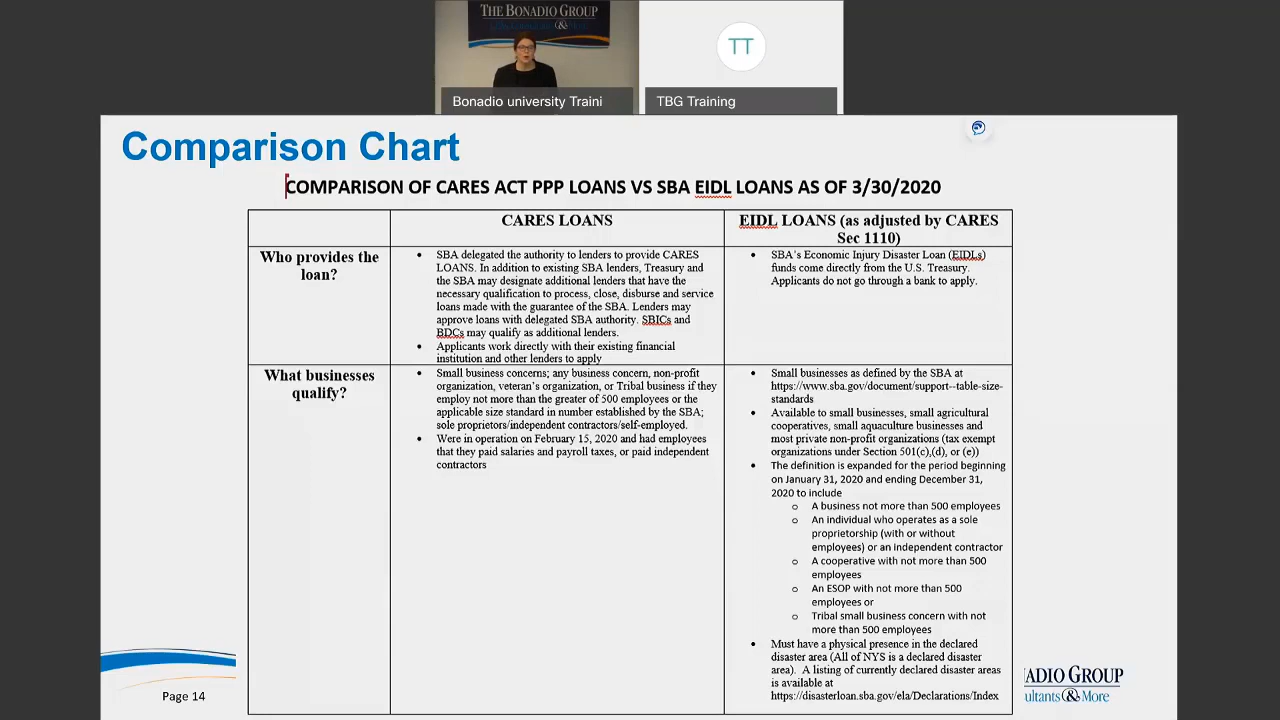 THE BONADIO GROUP
TT
Bonadio university Traini
TBG Training
Comparison Chart
COMPARISON OF CARES ACT PPP LOANS VS SBA EIDL LOANS AS OF 3/30/2020
CARES LOANS
EIDL LOANS (as adjusted by CARES
Sec 1110)
Who provides the
loan?
• SBA delegated the authority to lenders to provide CARES
LOANS. In addition to existing SBA lenders, Treasury and
the SBA may designate additional lenders that have the
necessary qualification to process, close, disburse and service
loans made with the guarantee of the SBA. Lenders may
approve loans with delegated SBA authority. SBICs and
BDCs may qualify as additional lenders.
• Applicants work directly with their existing financial
institution and other lenders to apply
• SBA's Economic Injury Disaster Loan (EIDLs)
funds come directly from the U.S. Treasury.
Applicants do not go through a bank to apply.
What businesses
qualify?
• Small business concerns; any business concern, non-profit
organization, veteran's organization, or Tribal business if they
employ not more than the greater of 500 employees or the
applicable size standard in number established by the SBA;
sole proprietors/independent contractors/self-employed.
• Were in operation on February 15, 2020 and had employees
that they paid salaries and payroll taxes, or paid independent
contractors
• Small businesses as defined by the SBA at
https://www.sba.gov/document/support--table-size-
standards
• Available to small businesses, small agricultural
cooperatives, small aquaculture businesses and
most private non-profit organizations (tax exempt
organizations under Section 501(c),(d), or (e))
• The definition is expanded for the period beginning
on January 31, 2020 and ending December 31,
2020 to include
o A business not more than 500 employees
o An individual who operates as a sole
proprietorship (with or without
employees) or an independent contractor
o A cooperative with not more than 500
employees
o An ESOP with not more than 500
employees or
o Tribal small business concern with not
more than 500 employees
• Must have a physical presence in the declared
disaster area (All of NYS is a declared disaster
area). A listing of currently declared disaster areas
is available at
https://disasterloan.sba.gov/ela/Declarations/Index
Page 14
ADIO GROUP
ultants & More